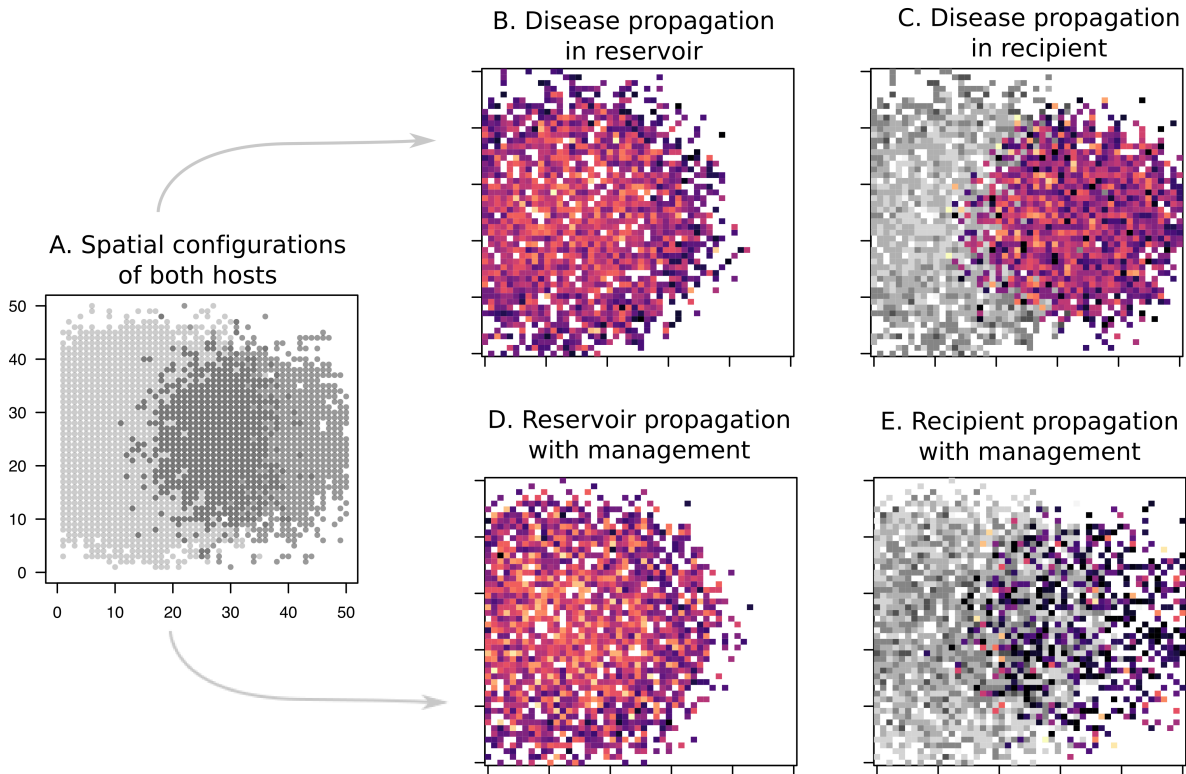 B. Disease propagation
in reservoir
C. Disease propagation
in recipient
A. Spatial configurations
of both hosts
50
40
30
20
10
0
0 10 20 30 40 50
D. Reservoir propagation
with management
E. Recipient propagation
with management